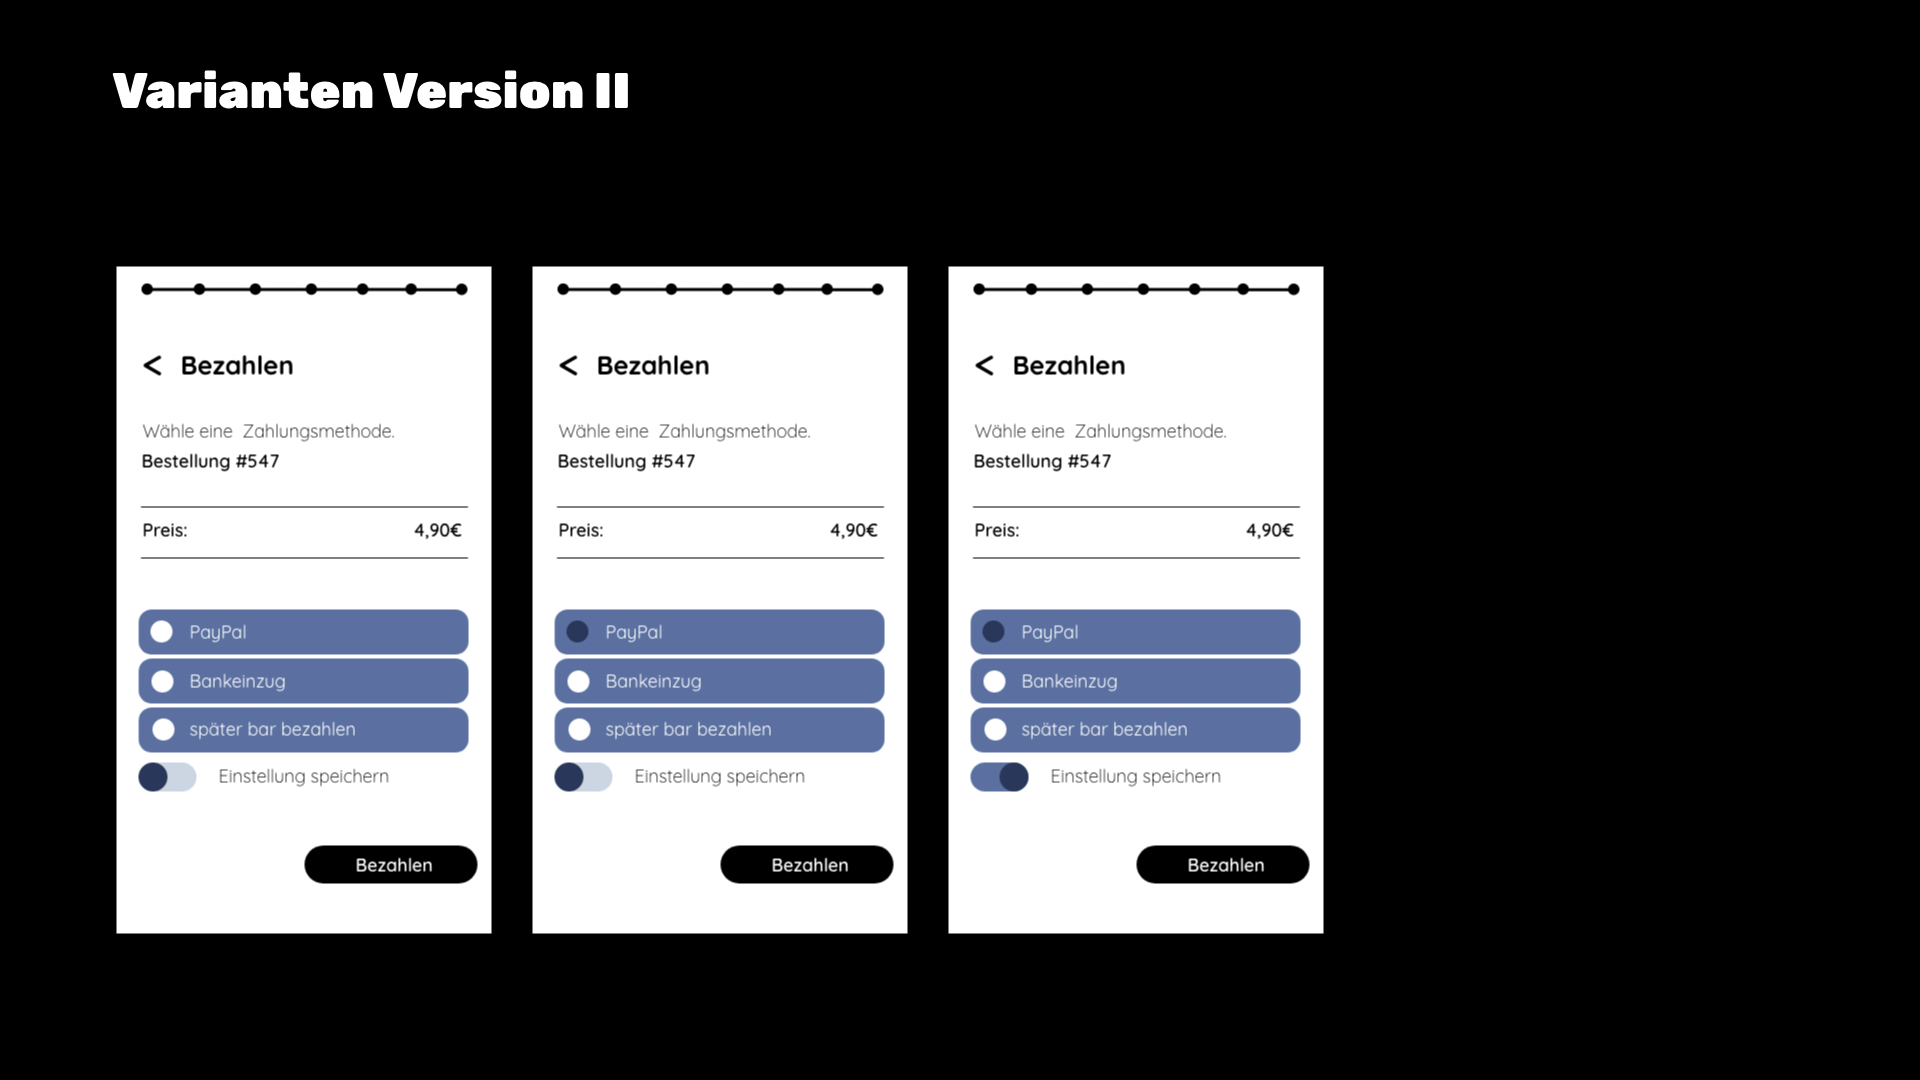 Varianten Version II
< Bezahlen
Wähle eine  Zahlungsmethode.
Bestellung #547
Preis: 4,90€
PayPal
Bankeinzug
später bar bezahlen
Einstellung speichern
Bezahlen
< Bezahlen
Wähle eine  Zahlungsmethode.
Bestellung #547
Preis: 4,90€
PayPal
Bankeinzug
später bar bezahlen
Einstellung speichern
Bezahlen
< Bezahlen
Wähle eine  Zahlungsmethode.
Bestellung #547
Preis: 4,90€
PayPal
Bankeinzug
später bar bezahlen
Einstellung speichern
Bezahlen